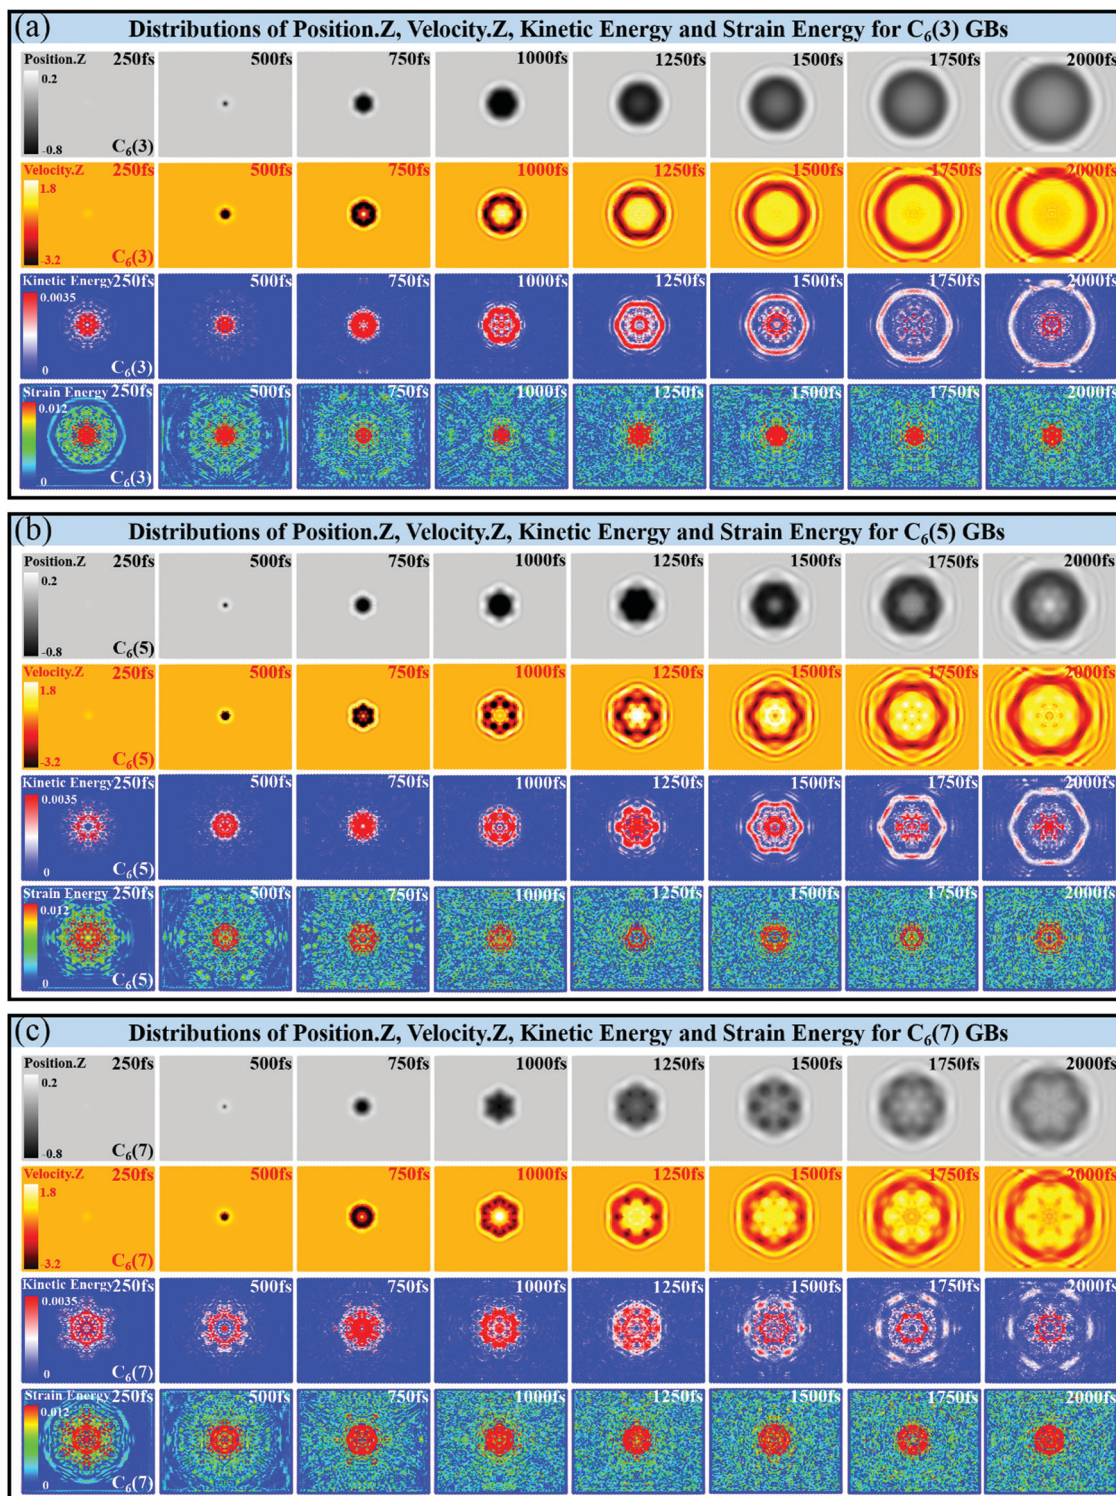 (a) Distributions of Position.Z, Velocity.Z, Kinetic Energy and Strain Energy for C₆(3) GBs
Position.Z 250fs 500fs 750fs 1000fs 1250fs 1500fs 1750fs 2000fs
0.2
-0.8
C₆(3)
Velocity.Z 250fs 500fs 750fs 1000fs 1250fs 1500fs 1750fs 2000fs
1.8
-3.2
C₆(3)
Kinetic Energy 250fs 500fs 750fs 1000fs 1250fs 1500fs 1750fs 2000fs
0.0035
0
C₆(3)
Strain Energy 250fs 500fs 750fs 1000fs 1250fs 1500fs 1750fs 2000fs
0.012
0
C₆(3)
(b) Distributions of Position.Z, Velocity.Z, Kinetic Energy and Strain Energy for C₆(5) GBs
Position.Z 250fs 500fs 750fs 1000fs 1250fs 1500fs 1750fs 2000fs
0.2
-0.8
C₆(5)
Velocity.Z 250fs 500fs 750fs 1000fs 1250fs 1500fs 1750fs 2000fs
1.8
-3.2
C₆(5)
Kinetic Energy 250fs 500fs 750fs 1000fs 1250fs 1500fs 1750fs 2000fs
0.0035
0
C₆(5)
Strain Energy 250fs 500fs 750fs 1000fs 1250fs 1500fs 1750fs 2000fs
0.012
0
C₆(5)
(c) Distributions of Position.Z, Velocity.Z, Kinetic Energy and Strain Energy for C₆(7) GBs
Position.Z 250fs 500fs 750fs 1000fs 1250fs 1500fs 1750fs 2000fs
0.2
-0.8
C₆(7)
Velocity.Z 250fs 500fs 750fs 1000fs 1250fs 1500fs 1750fs 2000fs
1.8
-3.2
C₆(7)
Kinetic Energy 250fs 500fs 750fs 1000fs 1250fs 1500fs 1750fs 2000fs
0.0035
0
C₆(7)
Strain Energy 250fs 500fs 750fs 1000fs 1250fs 1500fs 1750fs 2000fs
0.012
0
C₆(7)